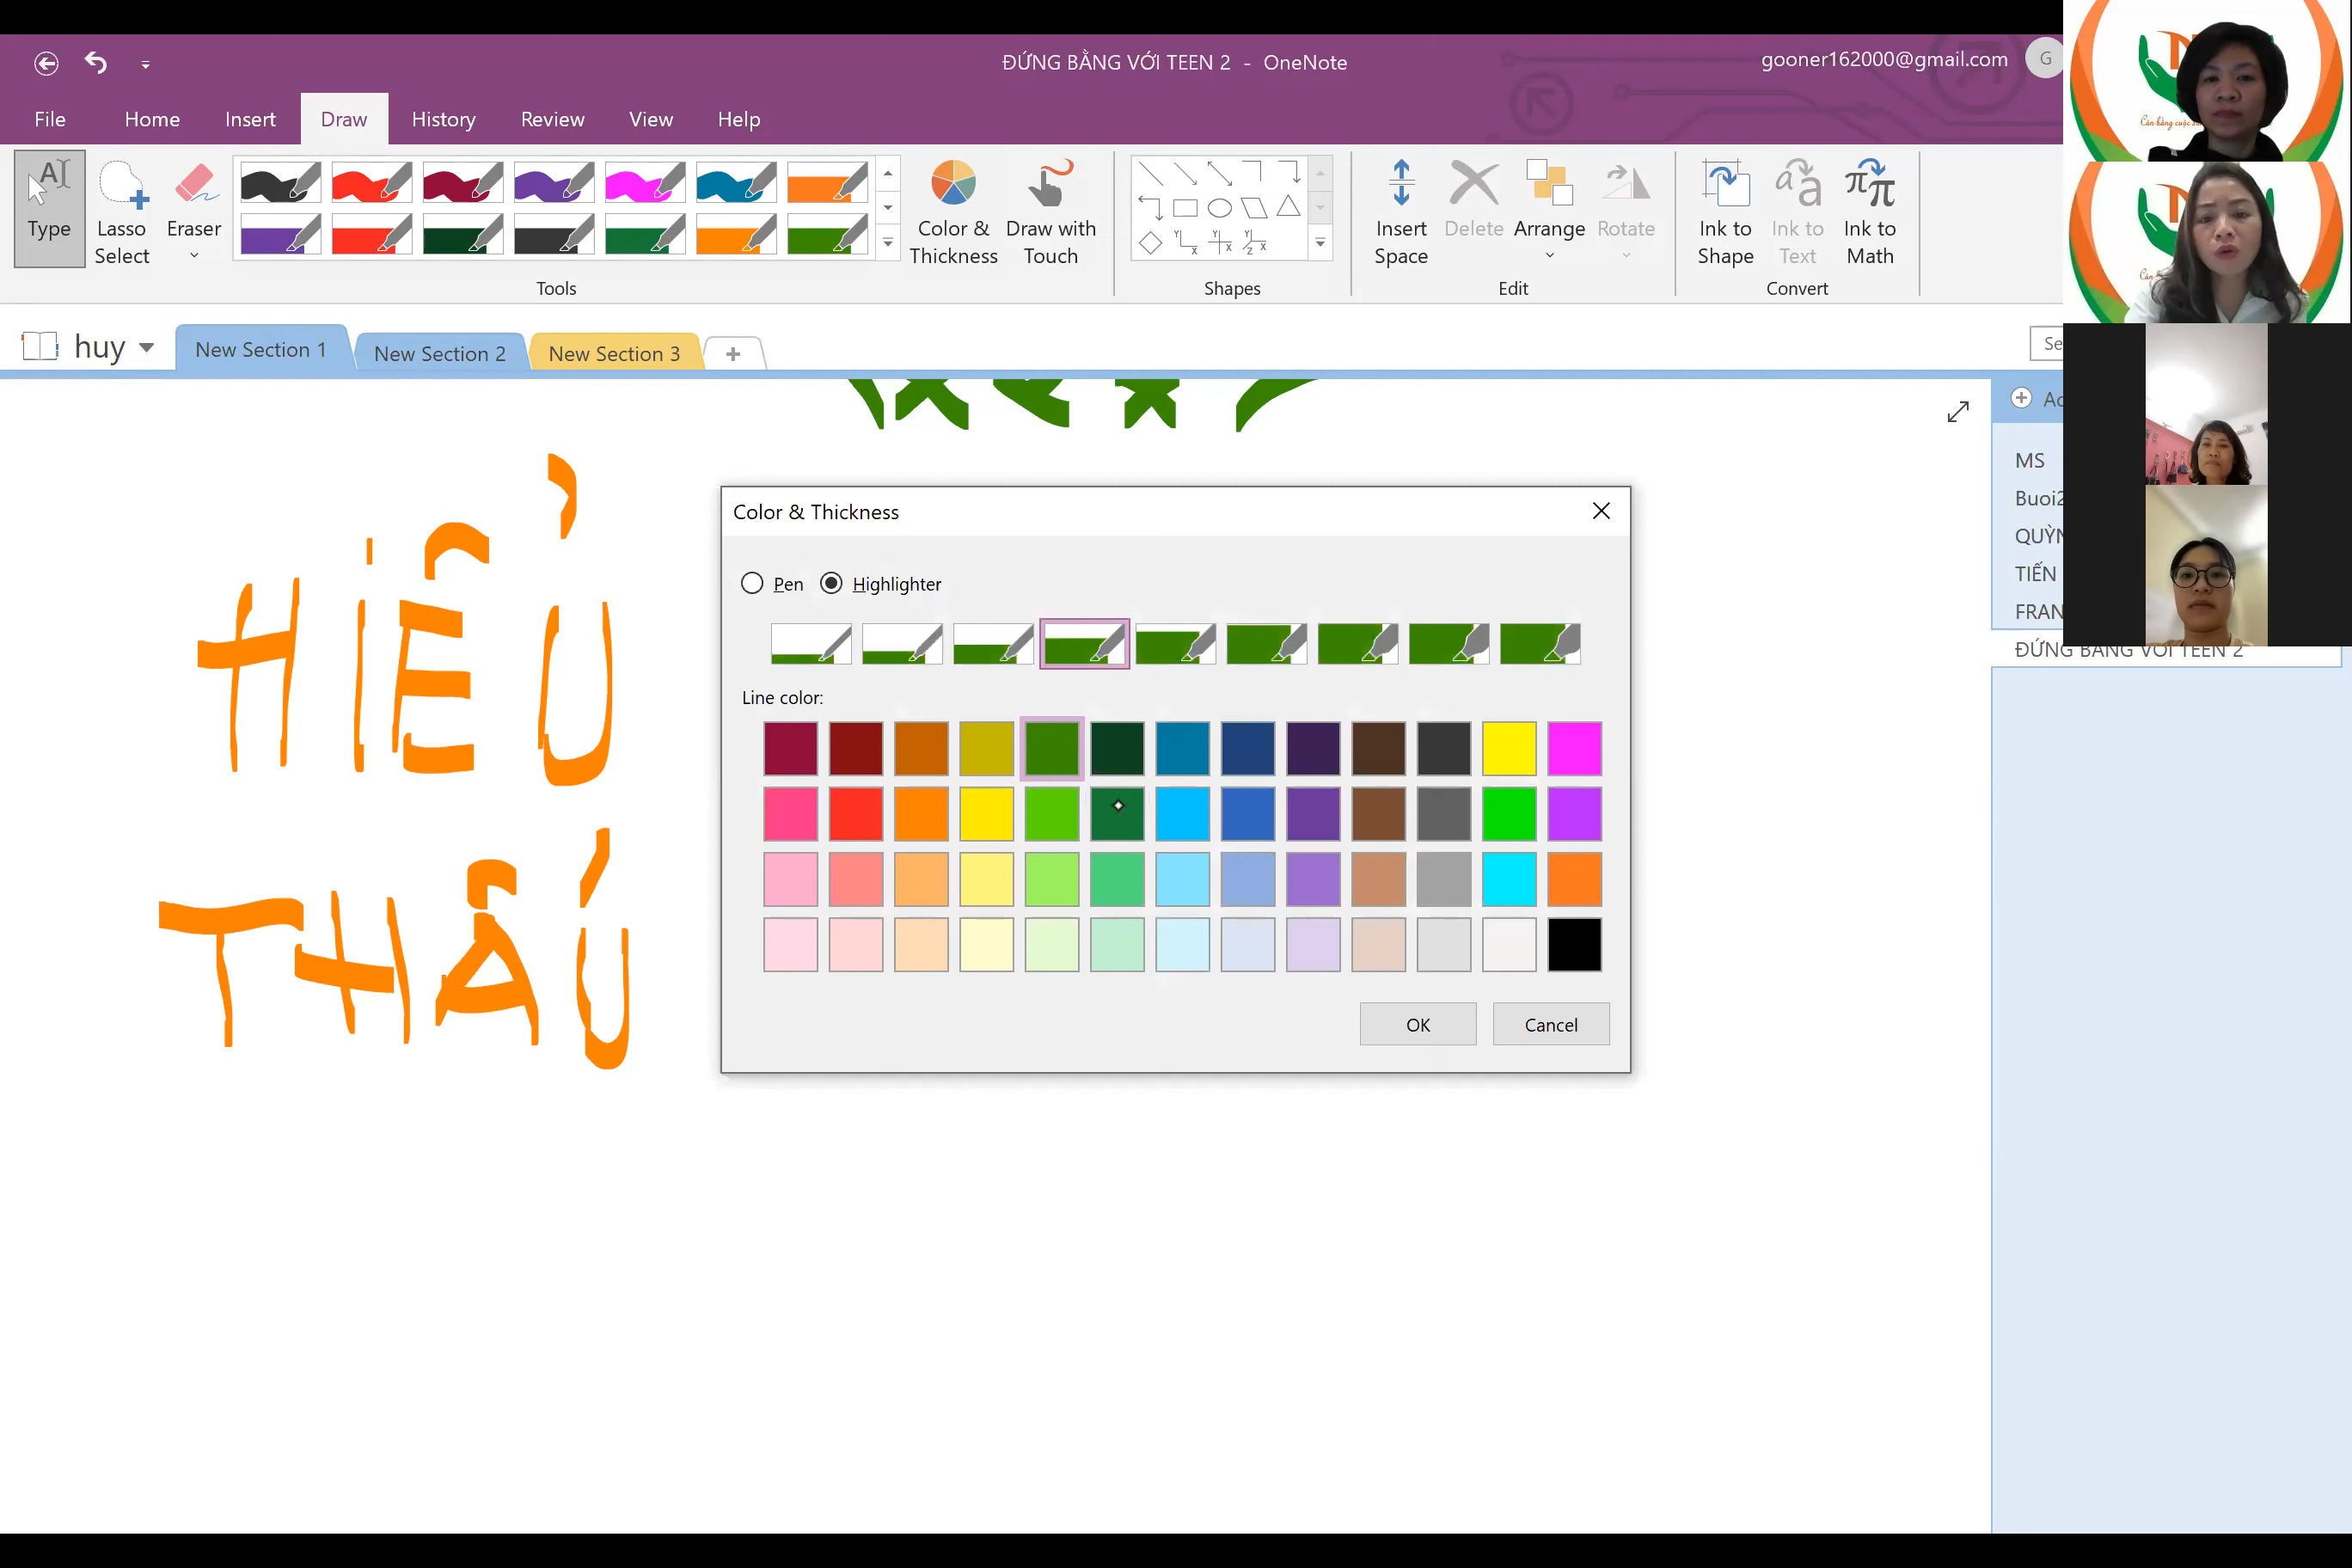 ĐỨNG BẰNG VỚI TEEN 2 - OneNote
gooner162000@gmail.com
G
File Home Insert Draw History Review View Help
Type
Lasso Select
Eraser
Color & Thickness
Draw with Touch
Tools
Shapes
Insert Space
Delete
Arrange
Rotate
Edit
Ink to Shape
Ink to Text
Ink to Math
Convert
huy
New Section 1
New Section 2
New Section 3
MS
Buoi2
TIẾN
FRAN
ĐỨNG BẰNG VỚI TEEN 2
HIỂU
THẤU
Color & Thickness
Pen Highlighter
Line color:
OK Cancel